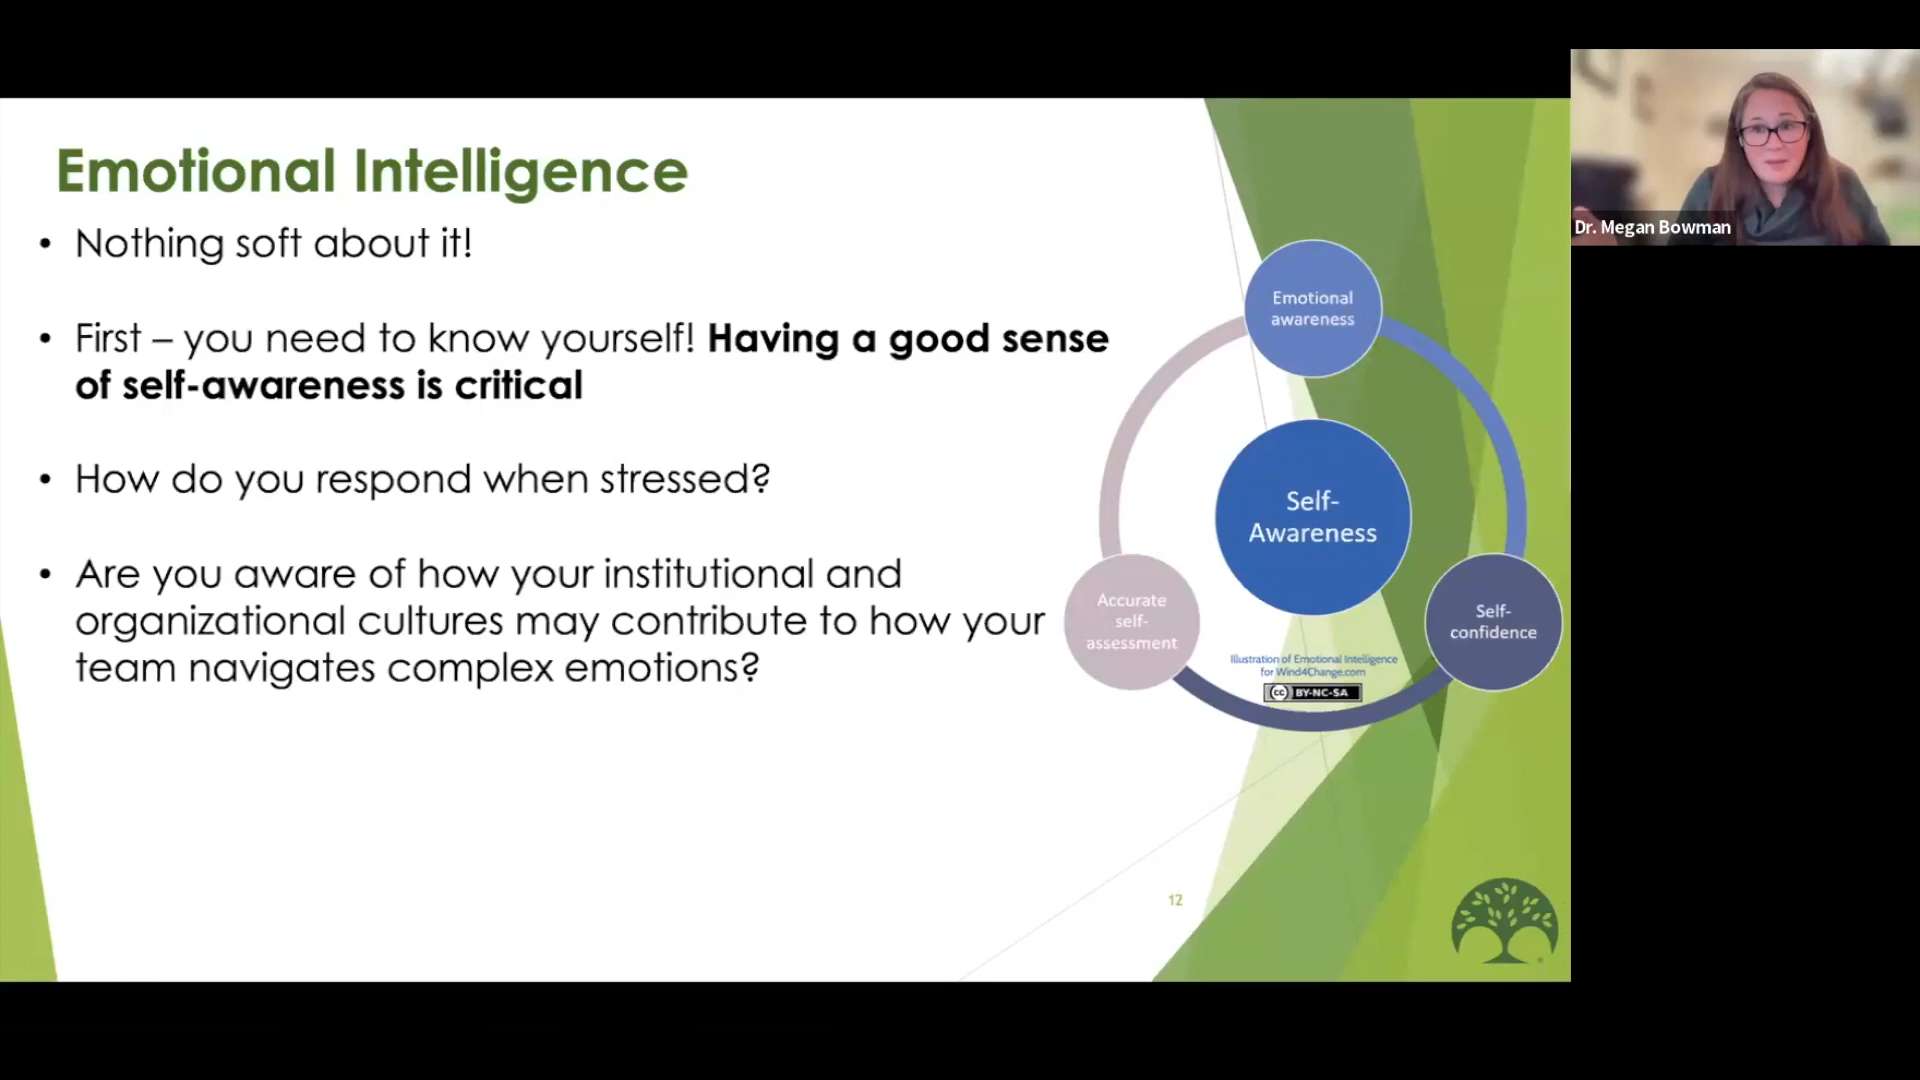 Emotional Intelligence
• Nothing soft about it!
• First – you need to know yourself! Having a good sense
of self-awareness is critical
• How do you respond when stressed?
• Are you aware of how your institutional and
organizational cultures may contribute to how your
team navigates complex emotions?
Emotional
awareness
Self-
Awareness
Accurate
self-
assessment
Self-
confidence
Illustration of Emotional Intelligence
for Wind4Change.com
cc BY-NC-SA
12
Dr. Megan Bowman